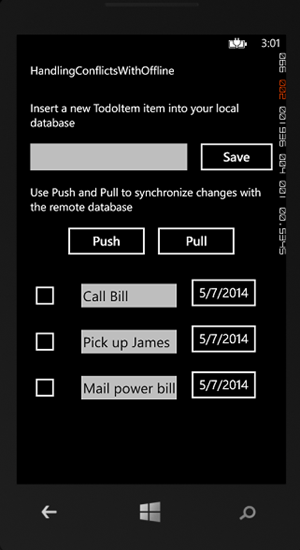 3:01
HandlingConflictsWithOffline
Insert a new TodoItem item into your local
database
Save
Use Push and Pull to synchronize changes with
the remote database
Push Pull
Call Bill 5/7/2014
Pick up James 5/7/2014
Mail power bill 5/7/2014